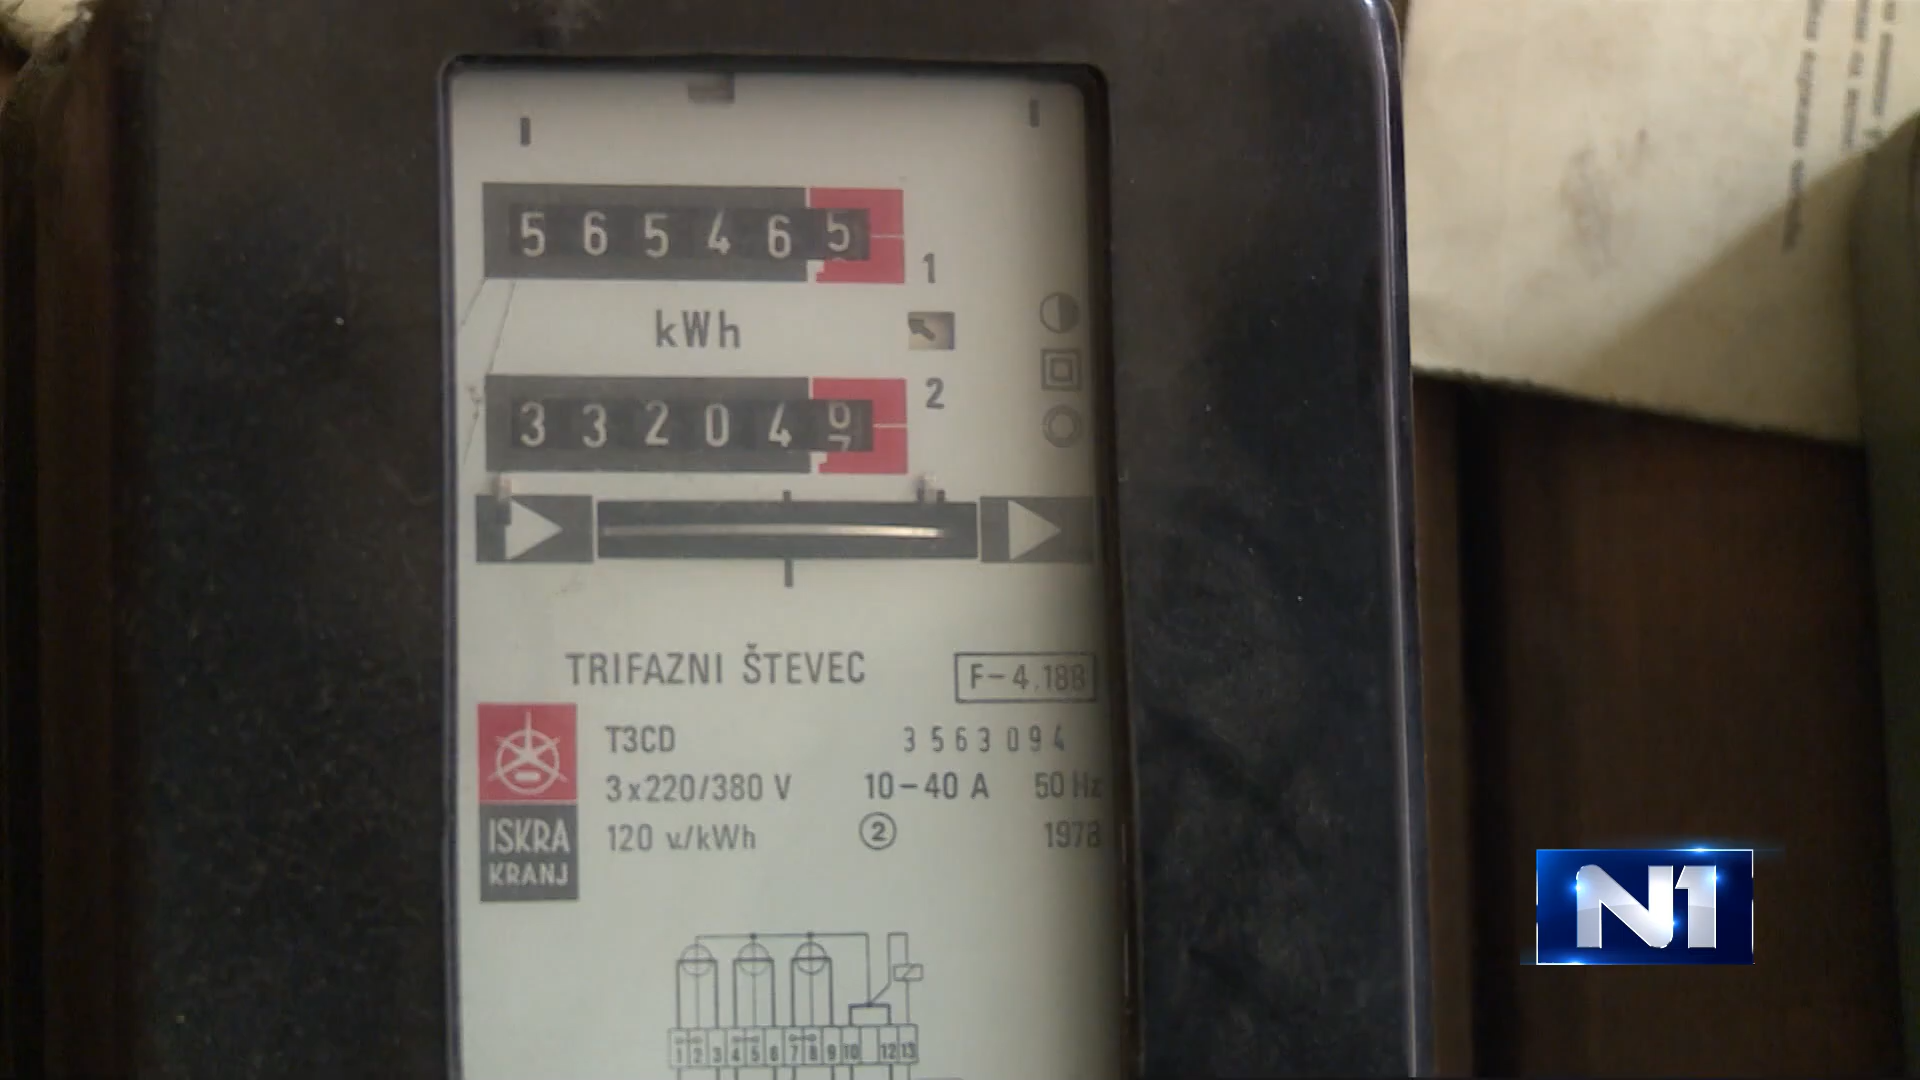 565465
1
kWh
2
33204
TRIFAZNI ŠTEVEC
F-4.188
T3CD 3563094
3x220/380 V 10-40 A 50 Hz
120 v./kWh 2 1978
ISKRA
KRANJ
1 2 3 4 5 6 7 8 9 10 12 13
N1